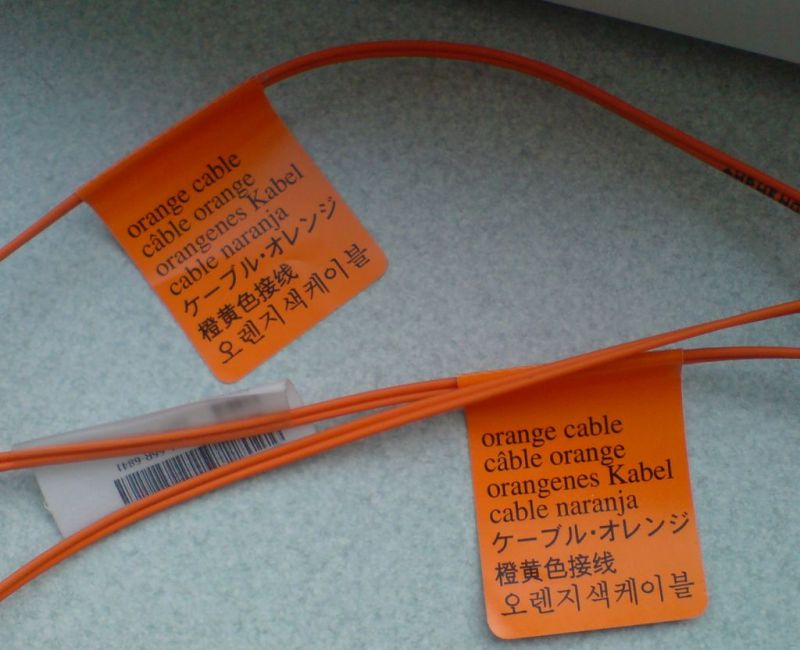 orange cable
câble orange
orangenes Kabel
cable naranja
ケーブル・オレンジ
橙黄色接线
오렌지색케이블
orange cable
câble orange
orangenes Kabel
cable naranja
ケーブル・オレンジ
橙黄色接线
오렌지색케이블